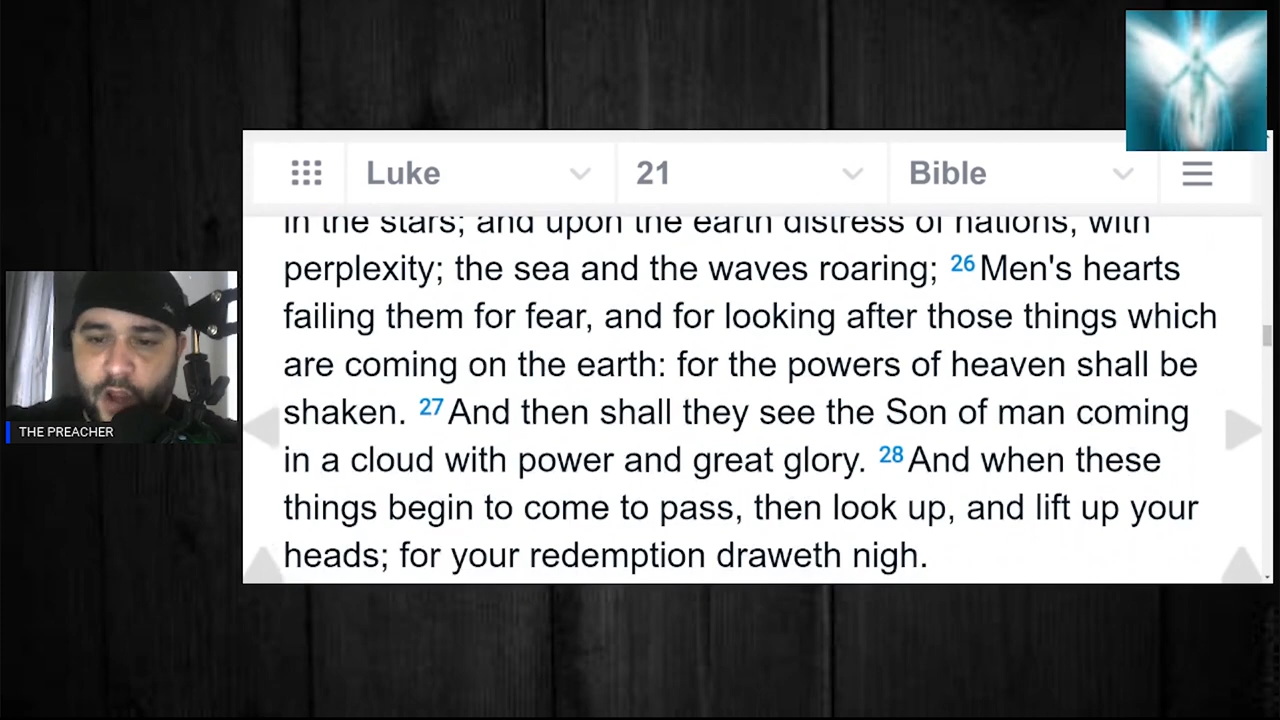 Luke 21 Bible
in the stars; and upon the earth distress of nations, with
perplexity; the sea and the waves roaring; 26 Men's hearts
failing them for fear, and for looking after those things which
are coming on the earth: for the powers of heaven shall be
shaken. 27 And then shall they see the Son of man coming
in a cloud with power and great glory. 28 And when these
things begin to come to pass, then look up, and lift up your
heads; for your redemption draweth nigh.
THE PREACHER